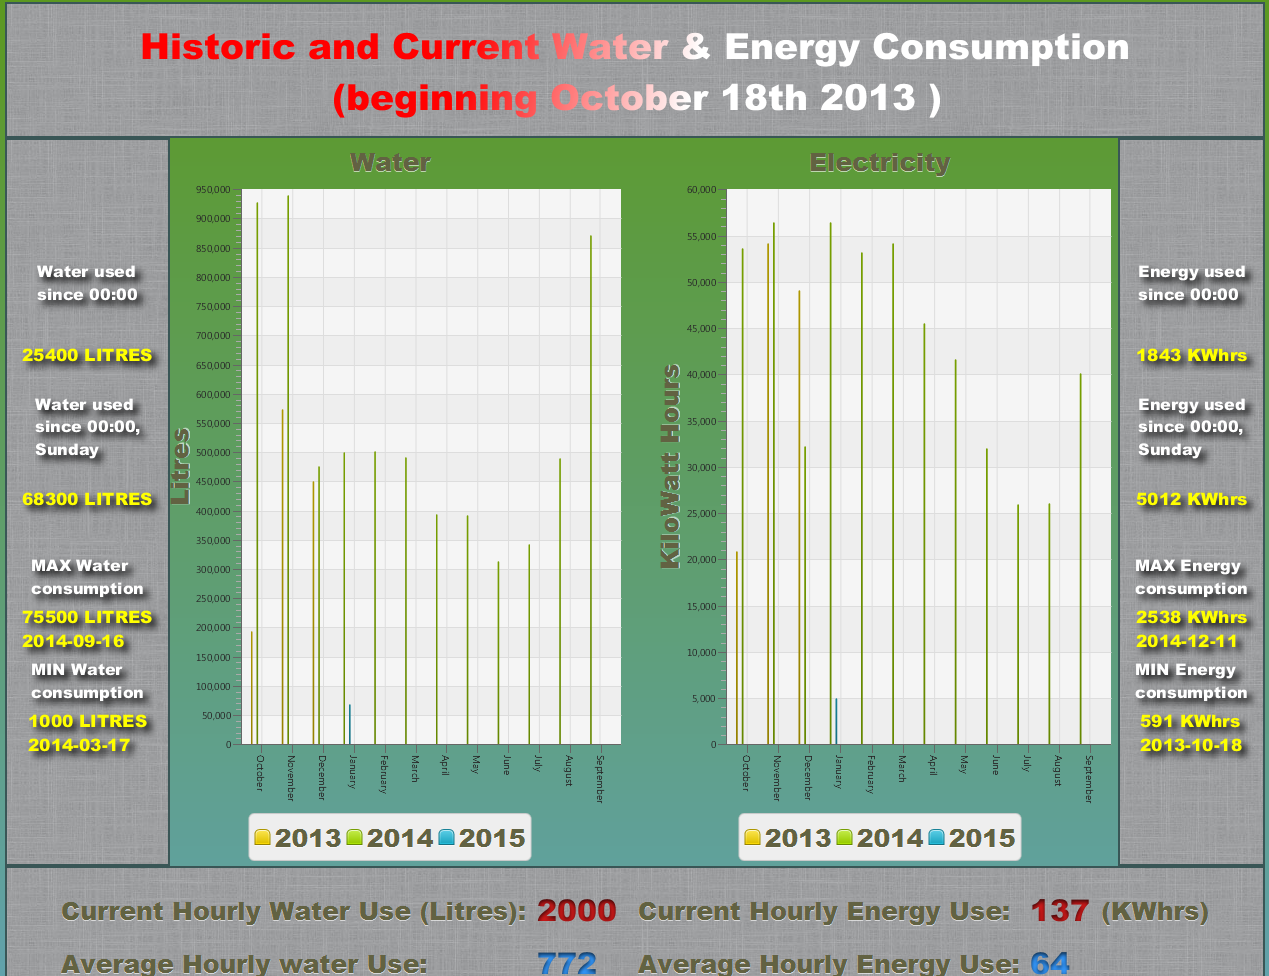 Historic and Current Water & Energy Consumption
(beginning October 18th 2013 )
Water used
since 00:00
25400 LITRES
Water used
since 00:00,
Sunday
68300 LITRES
MAX Water
consumption
75500 LITRES
2014-09-16
MIN Water
consumption
1000 LITRES
2014-03-17
Water
Litres
950,000
900,000
850,000
800,000
750,000
700,000
650,000
600,000
550,000
500,000
450,000
400,000
350,000
300,000
250,000
200,000
150,000
100,000
50,000
0
October
November
December
January
February
March
April
May
June
July
August
September
2013 2014 2015
Electricity
KiloWatt Hours
60,000
55,000
50,000
45,000
40,000
35,000
30,000
25,000
20,000
15,000
10,000
5,000
0
October
November
December
January
February
March
April
May
June
July
August
September
2013 2014 2015
Energy used
since 00:00
1843 KWhrs
Energy used
since 00:00,
Sunday
5012 KWhrs
MAX Energy
consumption
2538 KWhrs
2014-12-11
MIN Energy
consumption
591 KWhrs
2013-10-18
Current Hourly Water Use (Litres): 2000
Current Hourly Energy Use: 137 (KWhrs)
Average Hourly water Use: 772
Average Hourly Energy Use: 64